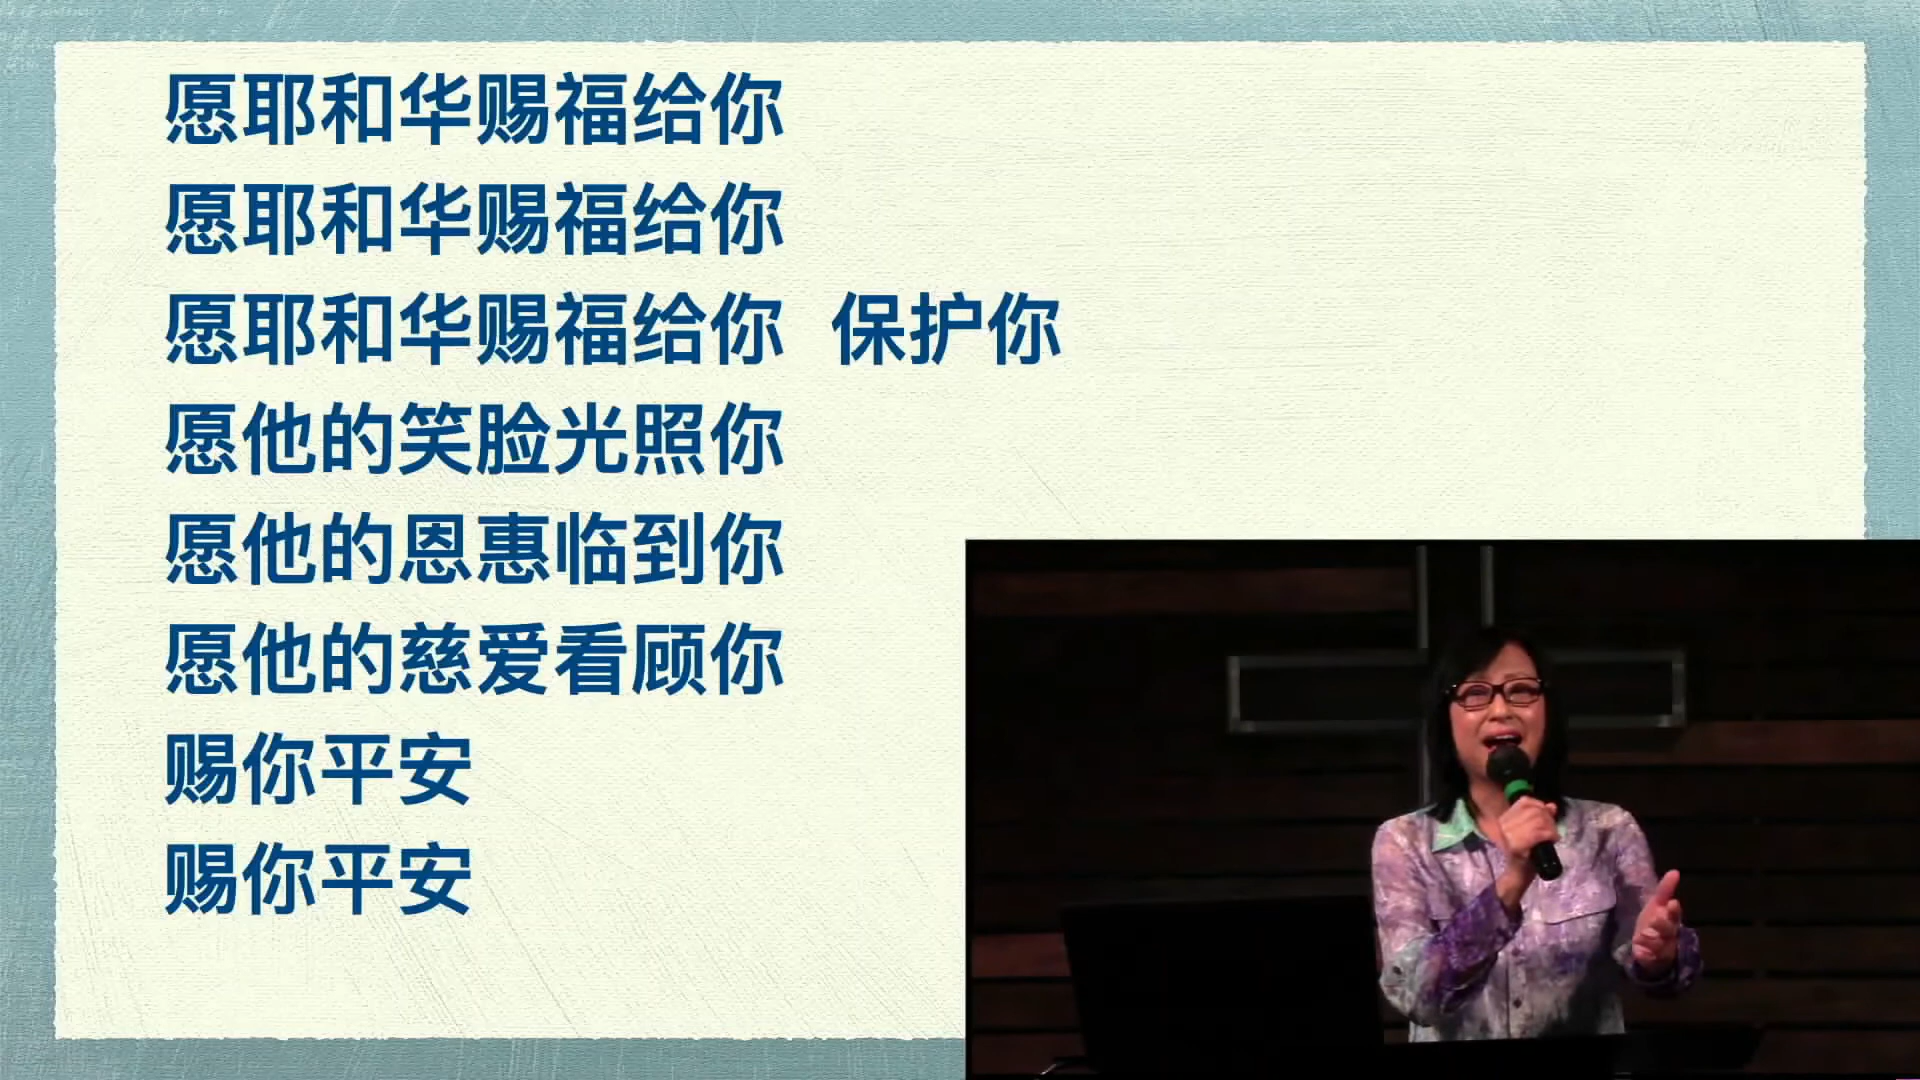 愿耶和华赐福给你
愿耶和华赐福给你
愿耶和华赐福给你 保护你
愿他的笑脸光照你
愿他的恩惠临到你
愿他的慈爱看顾你
赐你平安
赐你平安